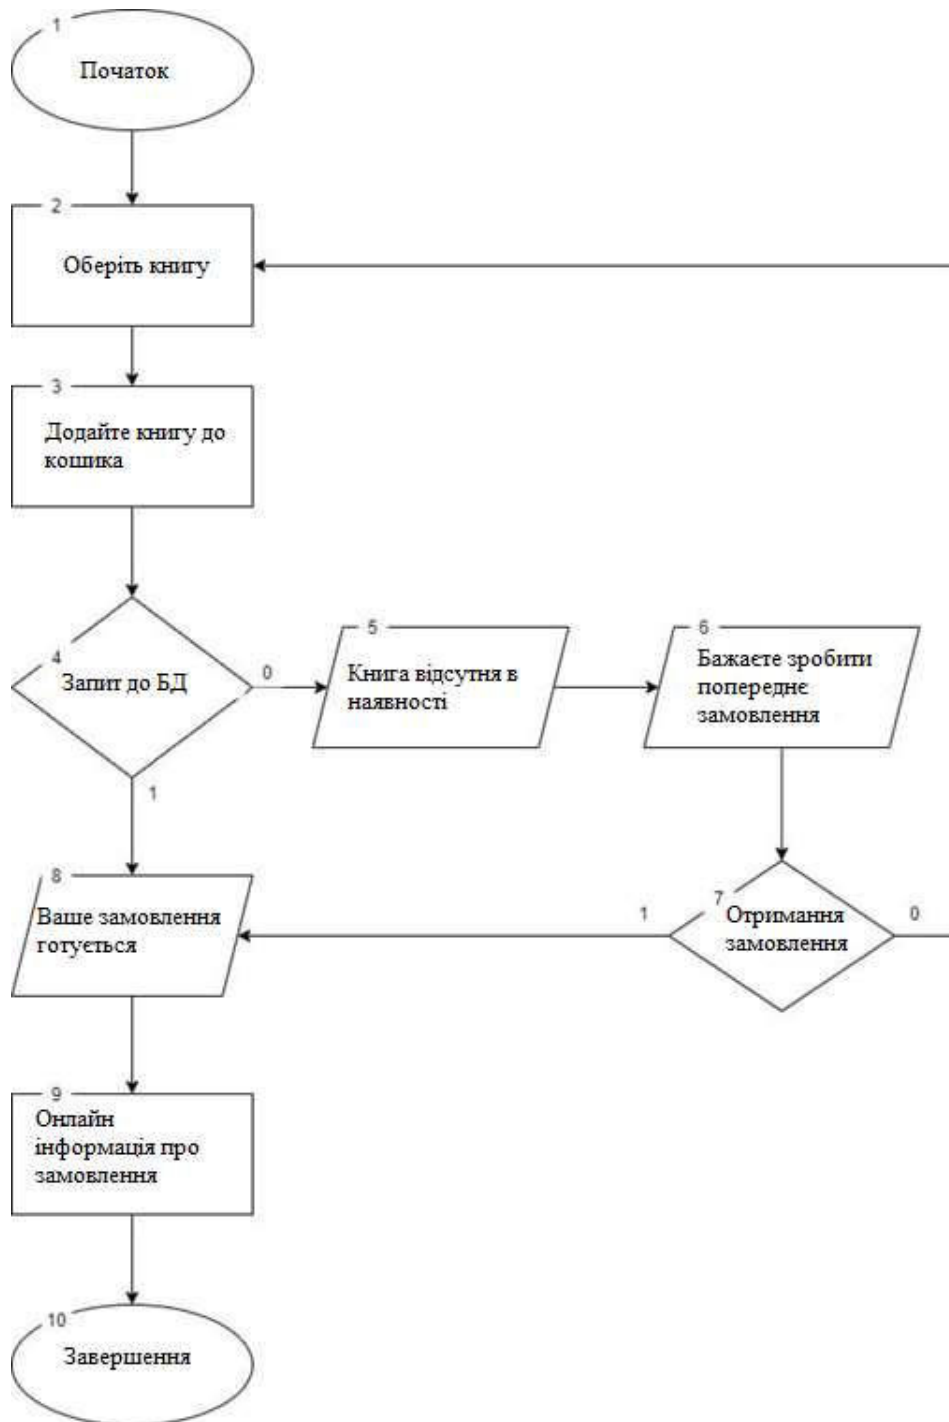 1
Початок
2
Оберіть книгу
3
Додайте книгу до
кошика
4
Запит до БД
0
1
5
Книга відсутня в
наявності
6
Бажаєте зробити
попереднє
замовлення
7
Отримання
замовлення
1
0
8
Ваше замовлення
готується
9
Онлайн
інформація про
замовлення
10
Завершення